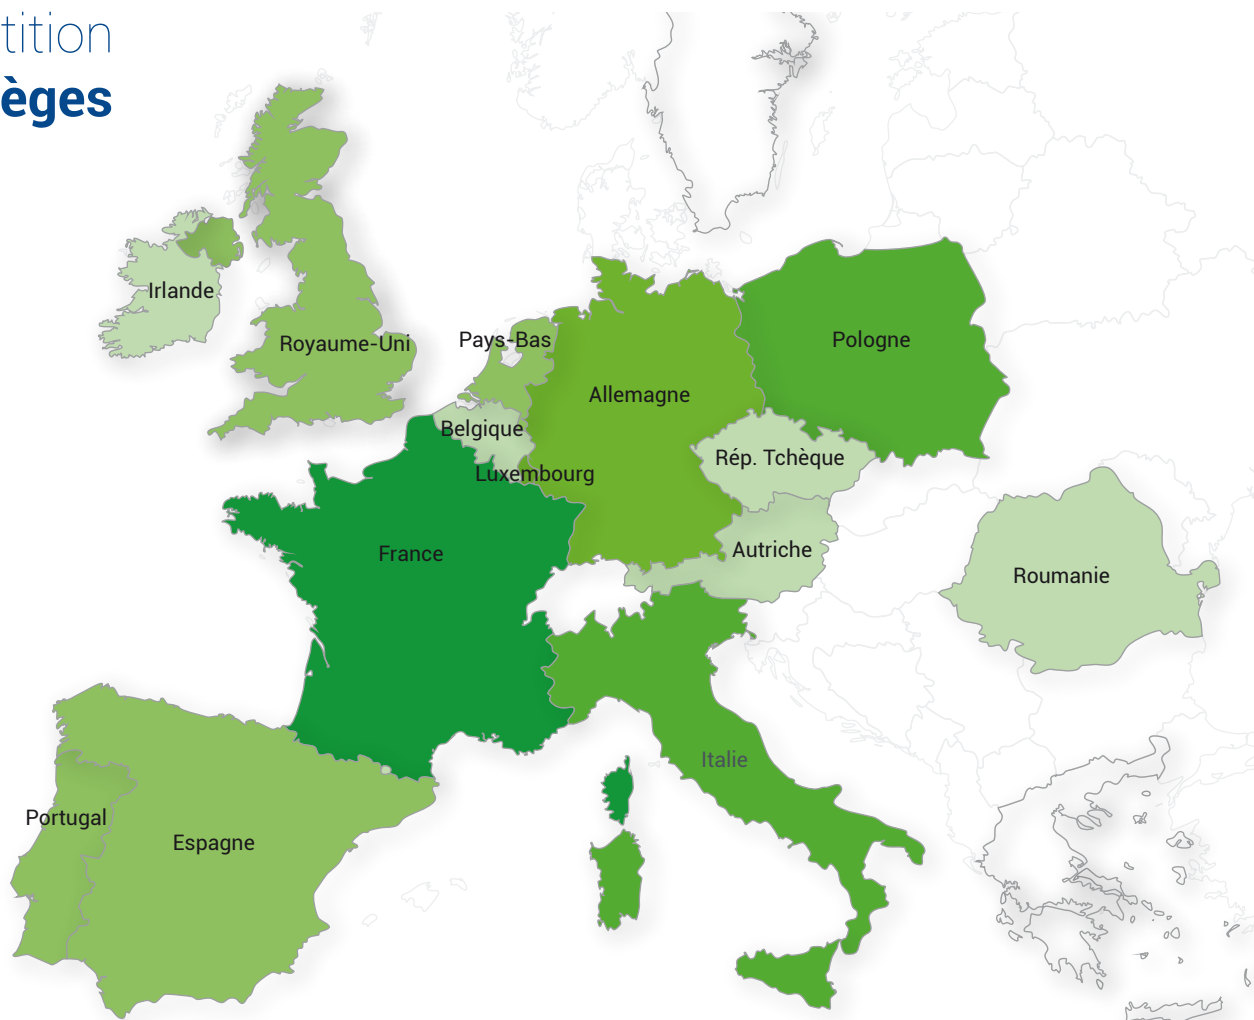 tition
èges
Irlande
Royaume-Uni
Pays-Bas
Pologne
Allemagne
Belgique
Rép. Tchèque
Luxembourg
France
Autriche
Roumanie
Italie
Portugal
Espagne